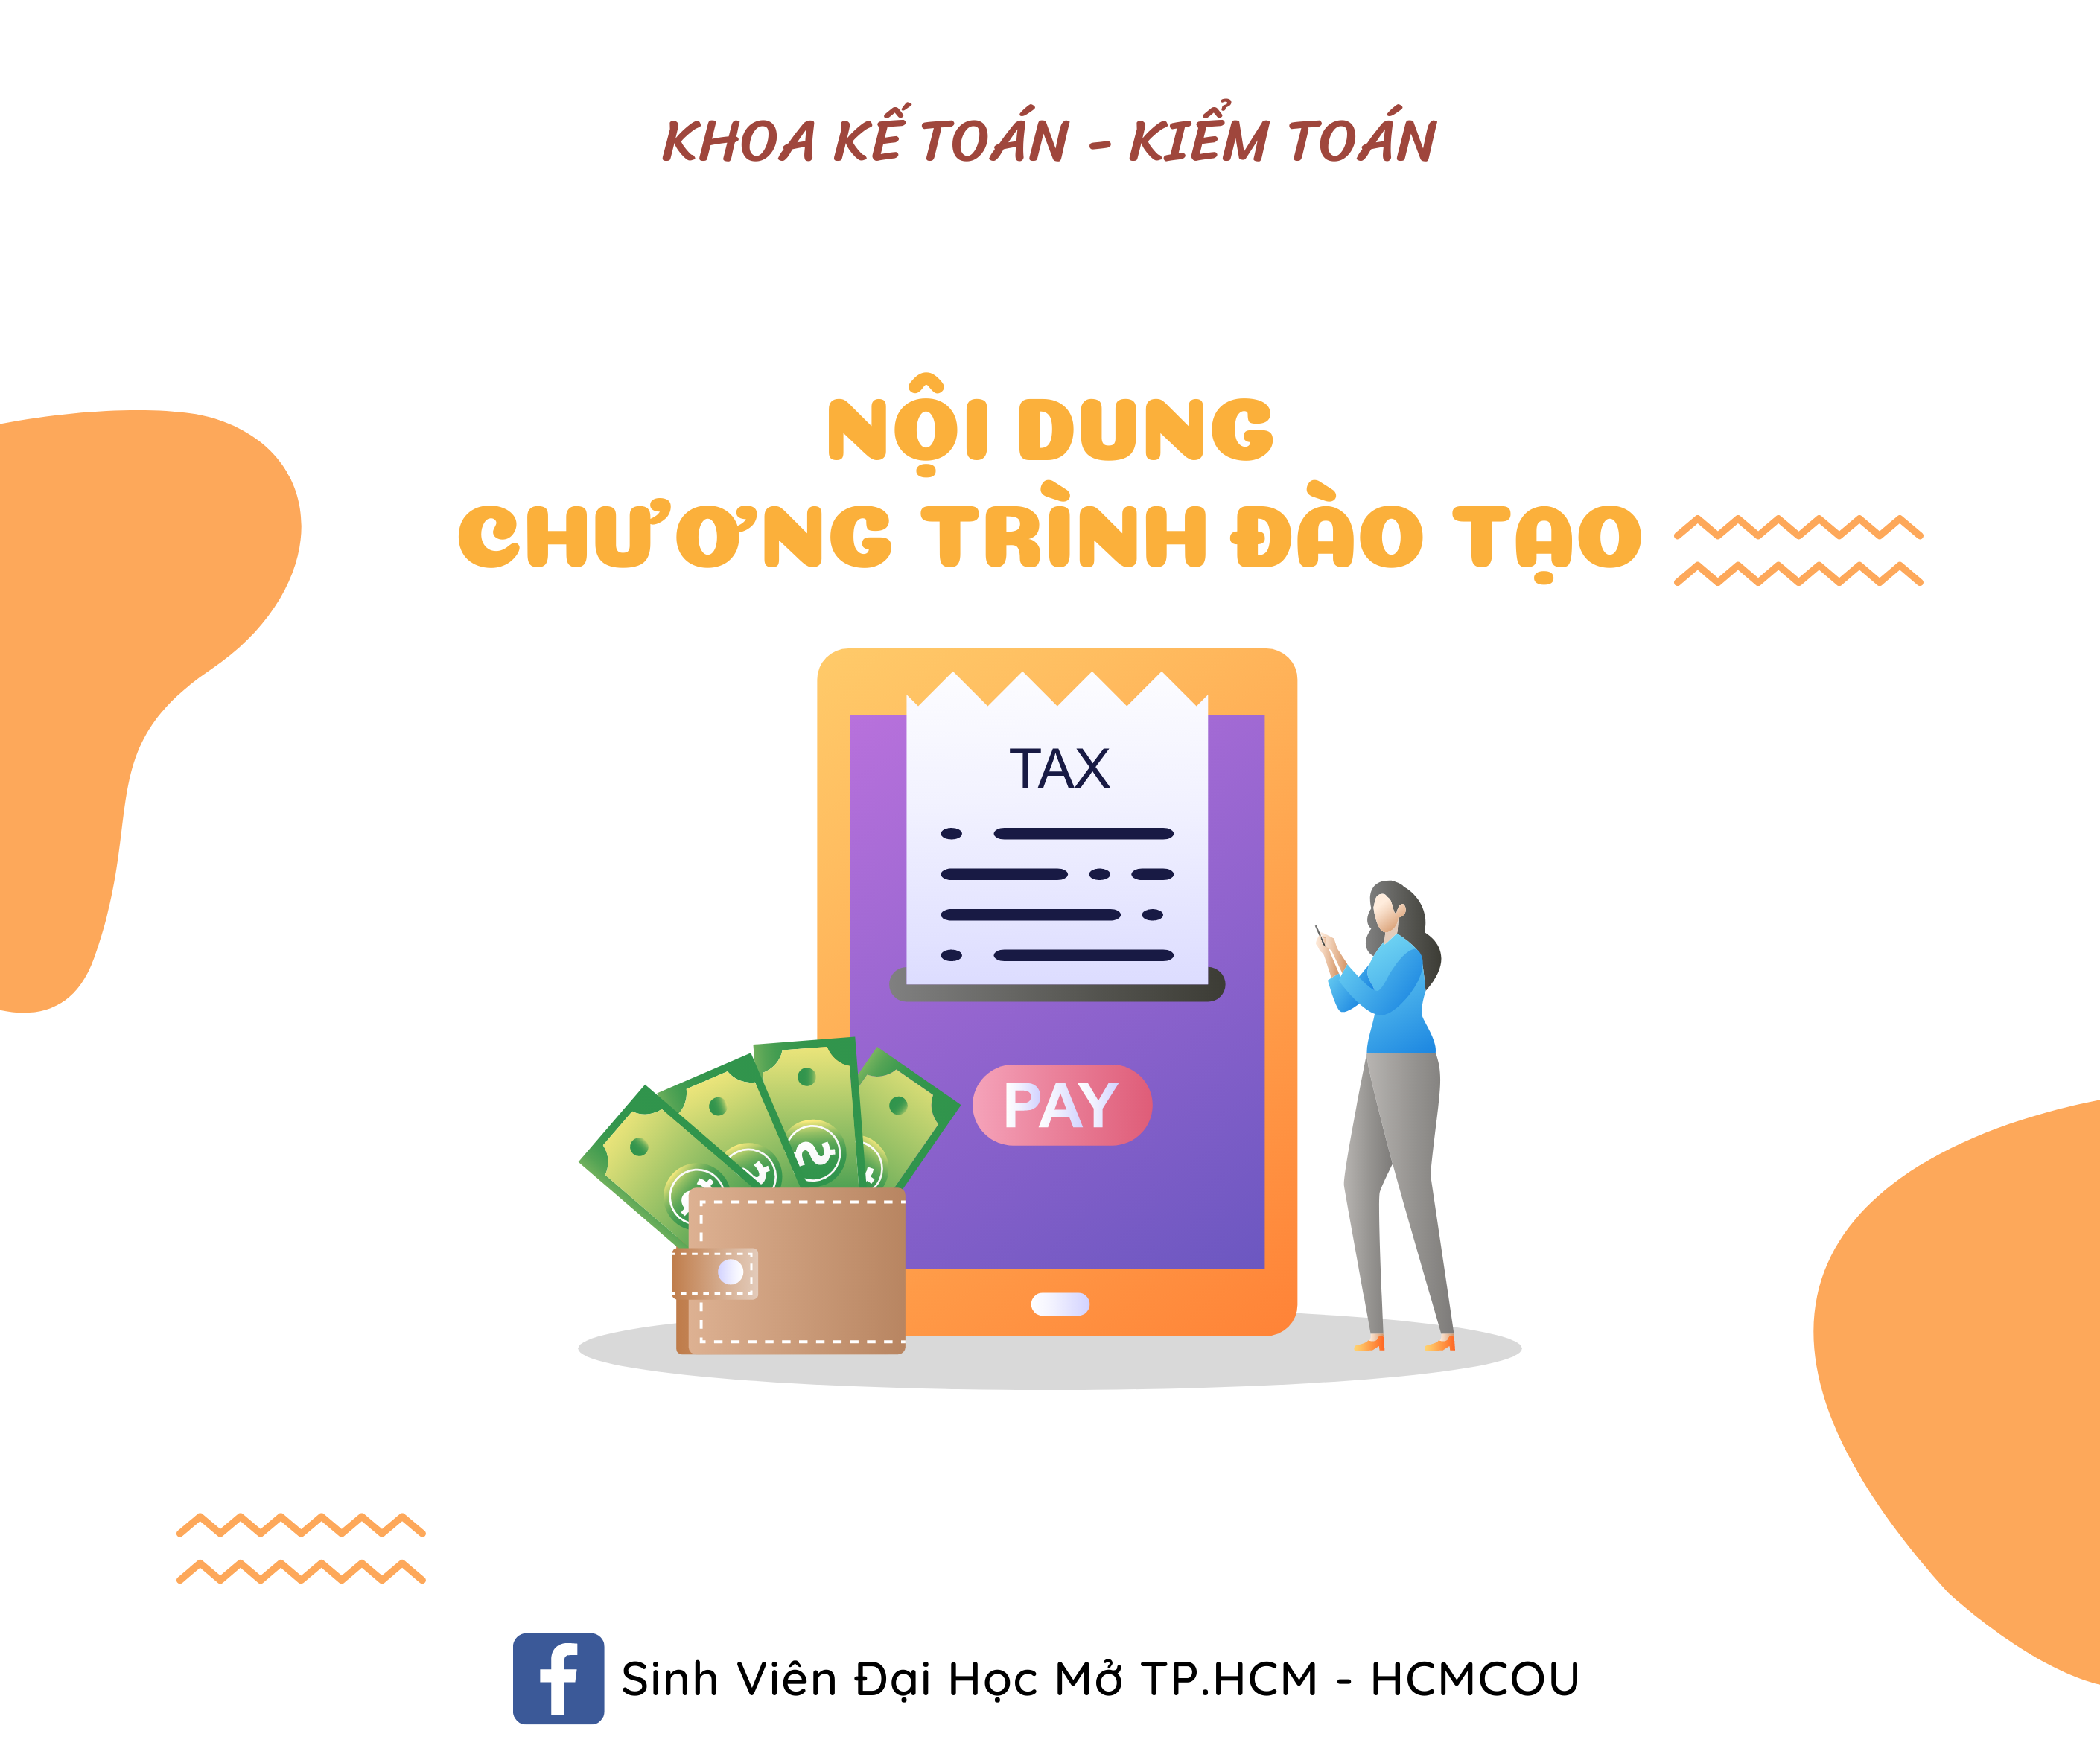 KHOA KẾ TOÁN - KIỂM TOÁN
NỘI DUNG
CHƯƠNG TRÌNH ĐÀO TẠO
TAX
PAY
Sinh Viên Đại Học Mở TP.HCM - HCMCOU